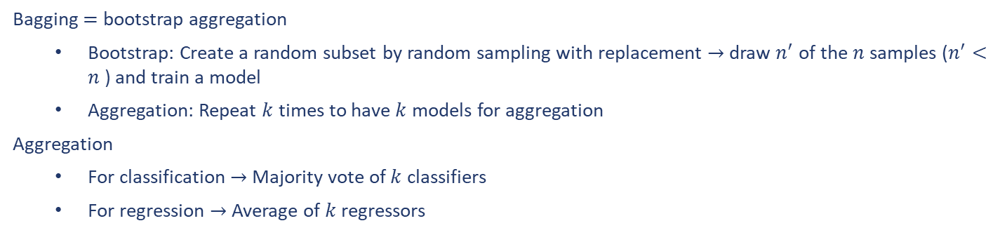 Bagging = bootstrap aggregation
• Bootstrap: Create a random subset by random sampling with replacement → draw n′ of the n samples (n′ <
n ) and train a model
• Aggregation: Repeat k times to have k models for aggregation
Aggregation
• For classification → Majority vote of k classifiers
• For regression → Average of k regressors